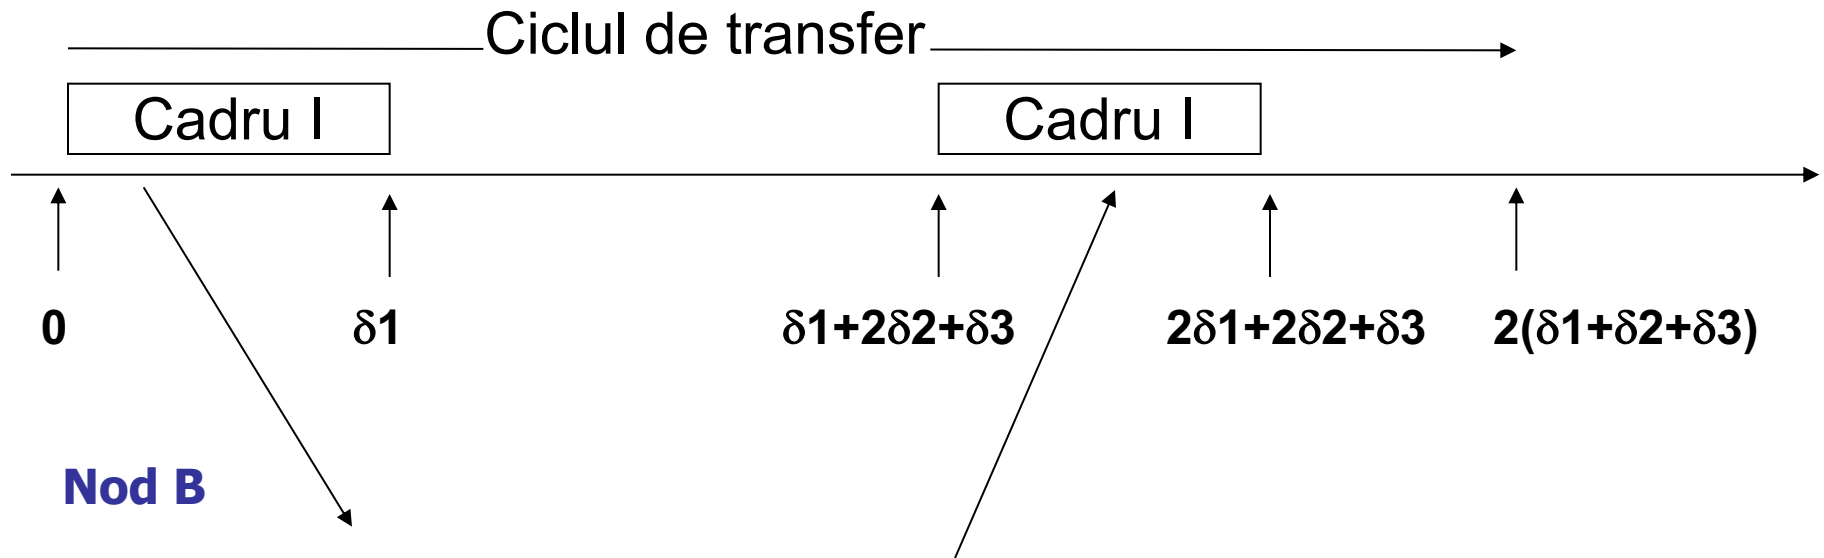 Ciclul de transfer
Cadru I Cadru I
0 δ1 δ1+2δ2+δ3 2δ1+2δ2+δ3 2(δ1+δ2+δ3)
Nod B